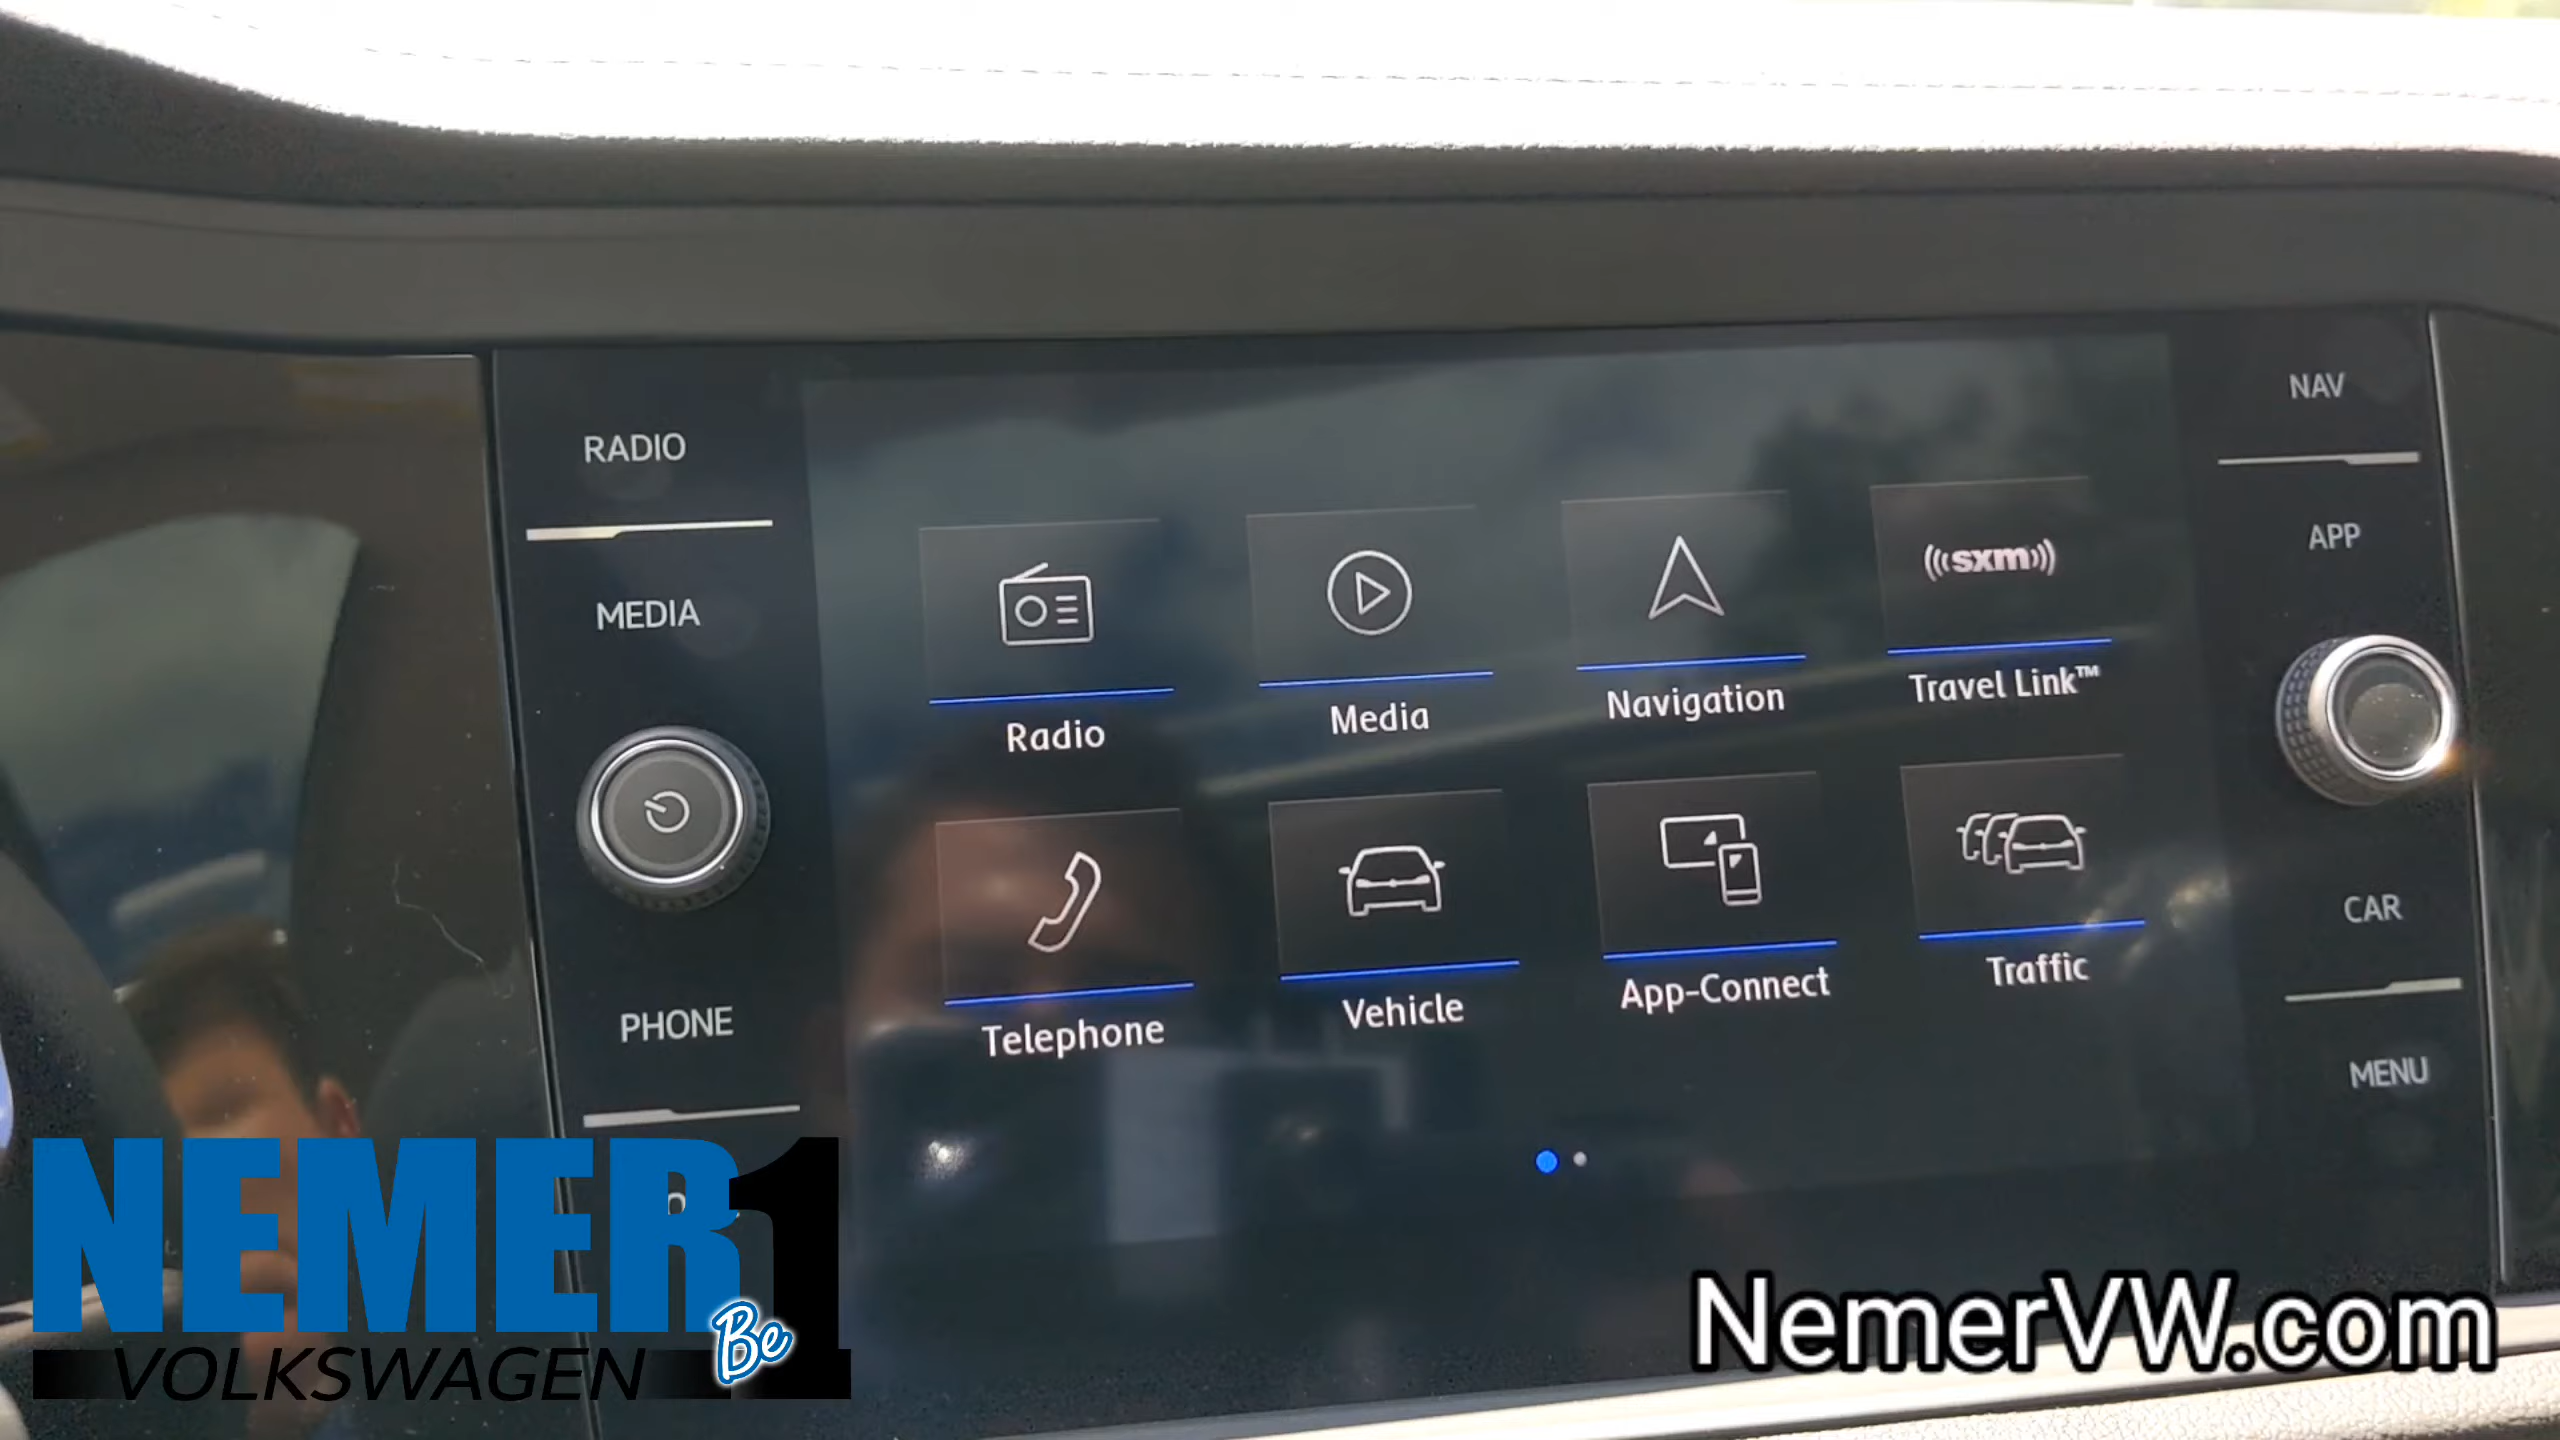 RADIO
MEDIA
PHONE
NAV
APP
CAR
MENU
sxm
Radio
Media
Navigation
Travel Link™
Telephone
Vehicle
App-Connect
Traffic
NEMER
Be 1
VOLKSWAGEN
NemerVW.com